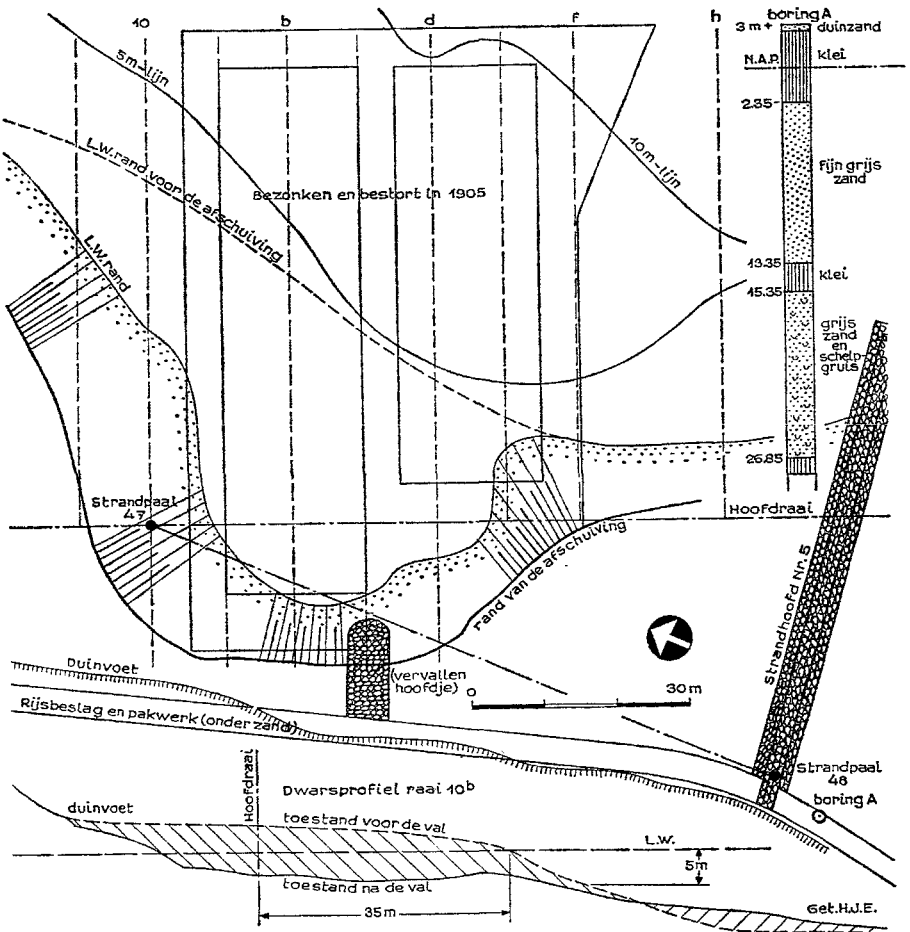 10
b
d
f
h
boring A
3 m +
duinzand
klei
N.A.P.
2.35
fijn grijs
zand
13.35
klei
15.35
grijs
zand
en
schelp-
gruis
26.85
5m-lijn
10m-lijn
L.W. rand voor de afschuiving
Bezonken en bestort in 1905
L.W. rand
Strandpaal
47
Hoofdraai
rand van de afschuiving
Strandhoofd Nr. 5
Duinvoet
(vervallen
hoofdje)
0
30 m
Rijsbeslag en pakwerk (onder zand)
Strandpaal
48
boring A
Hoofdraai
Dwarsprofiel raai 10b
duinvoet
toestand voor de val
L.W.
5m
toestand na de val
35m
Get. H.J.E.